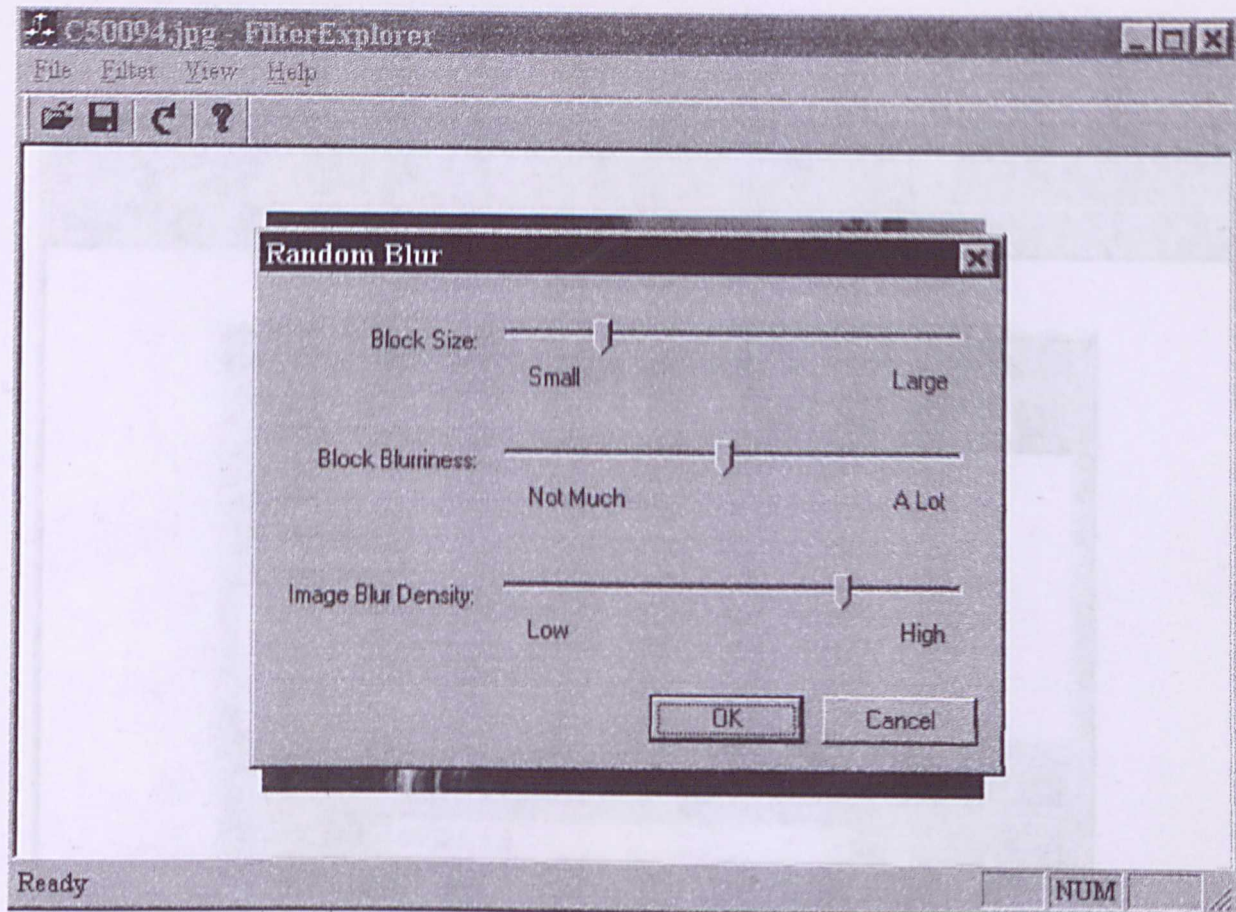 C50094.jpg - FilterExplorer
File Filter View Help
Random Blur
Block Size:
Small Large
Block Blurriness:
Not Much A Lot
Image Blur Density:
Low High
OK Cancel
Ready NUM